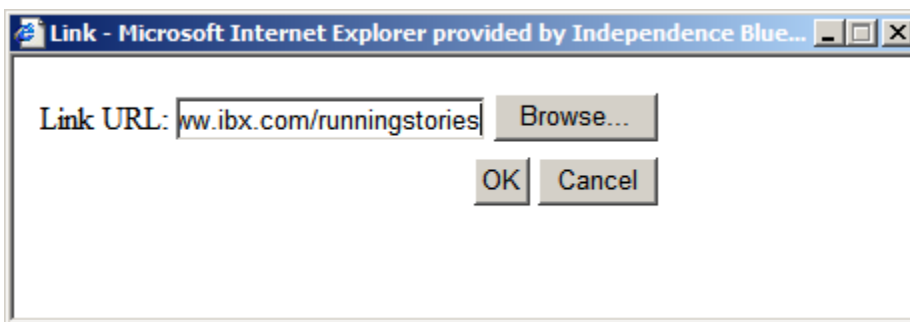 Link - Microsoft Internet Explorer provided by Independence Blue...
Link URL: ww.ibx.com/runningstories Browse...
OK Cancel